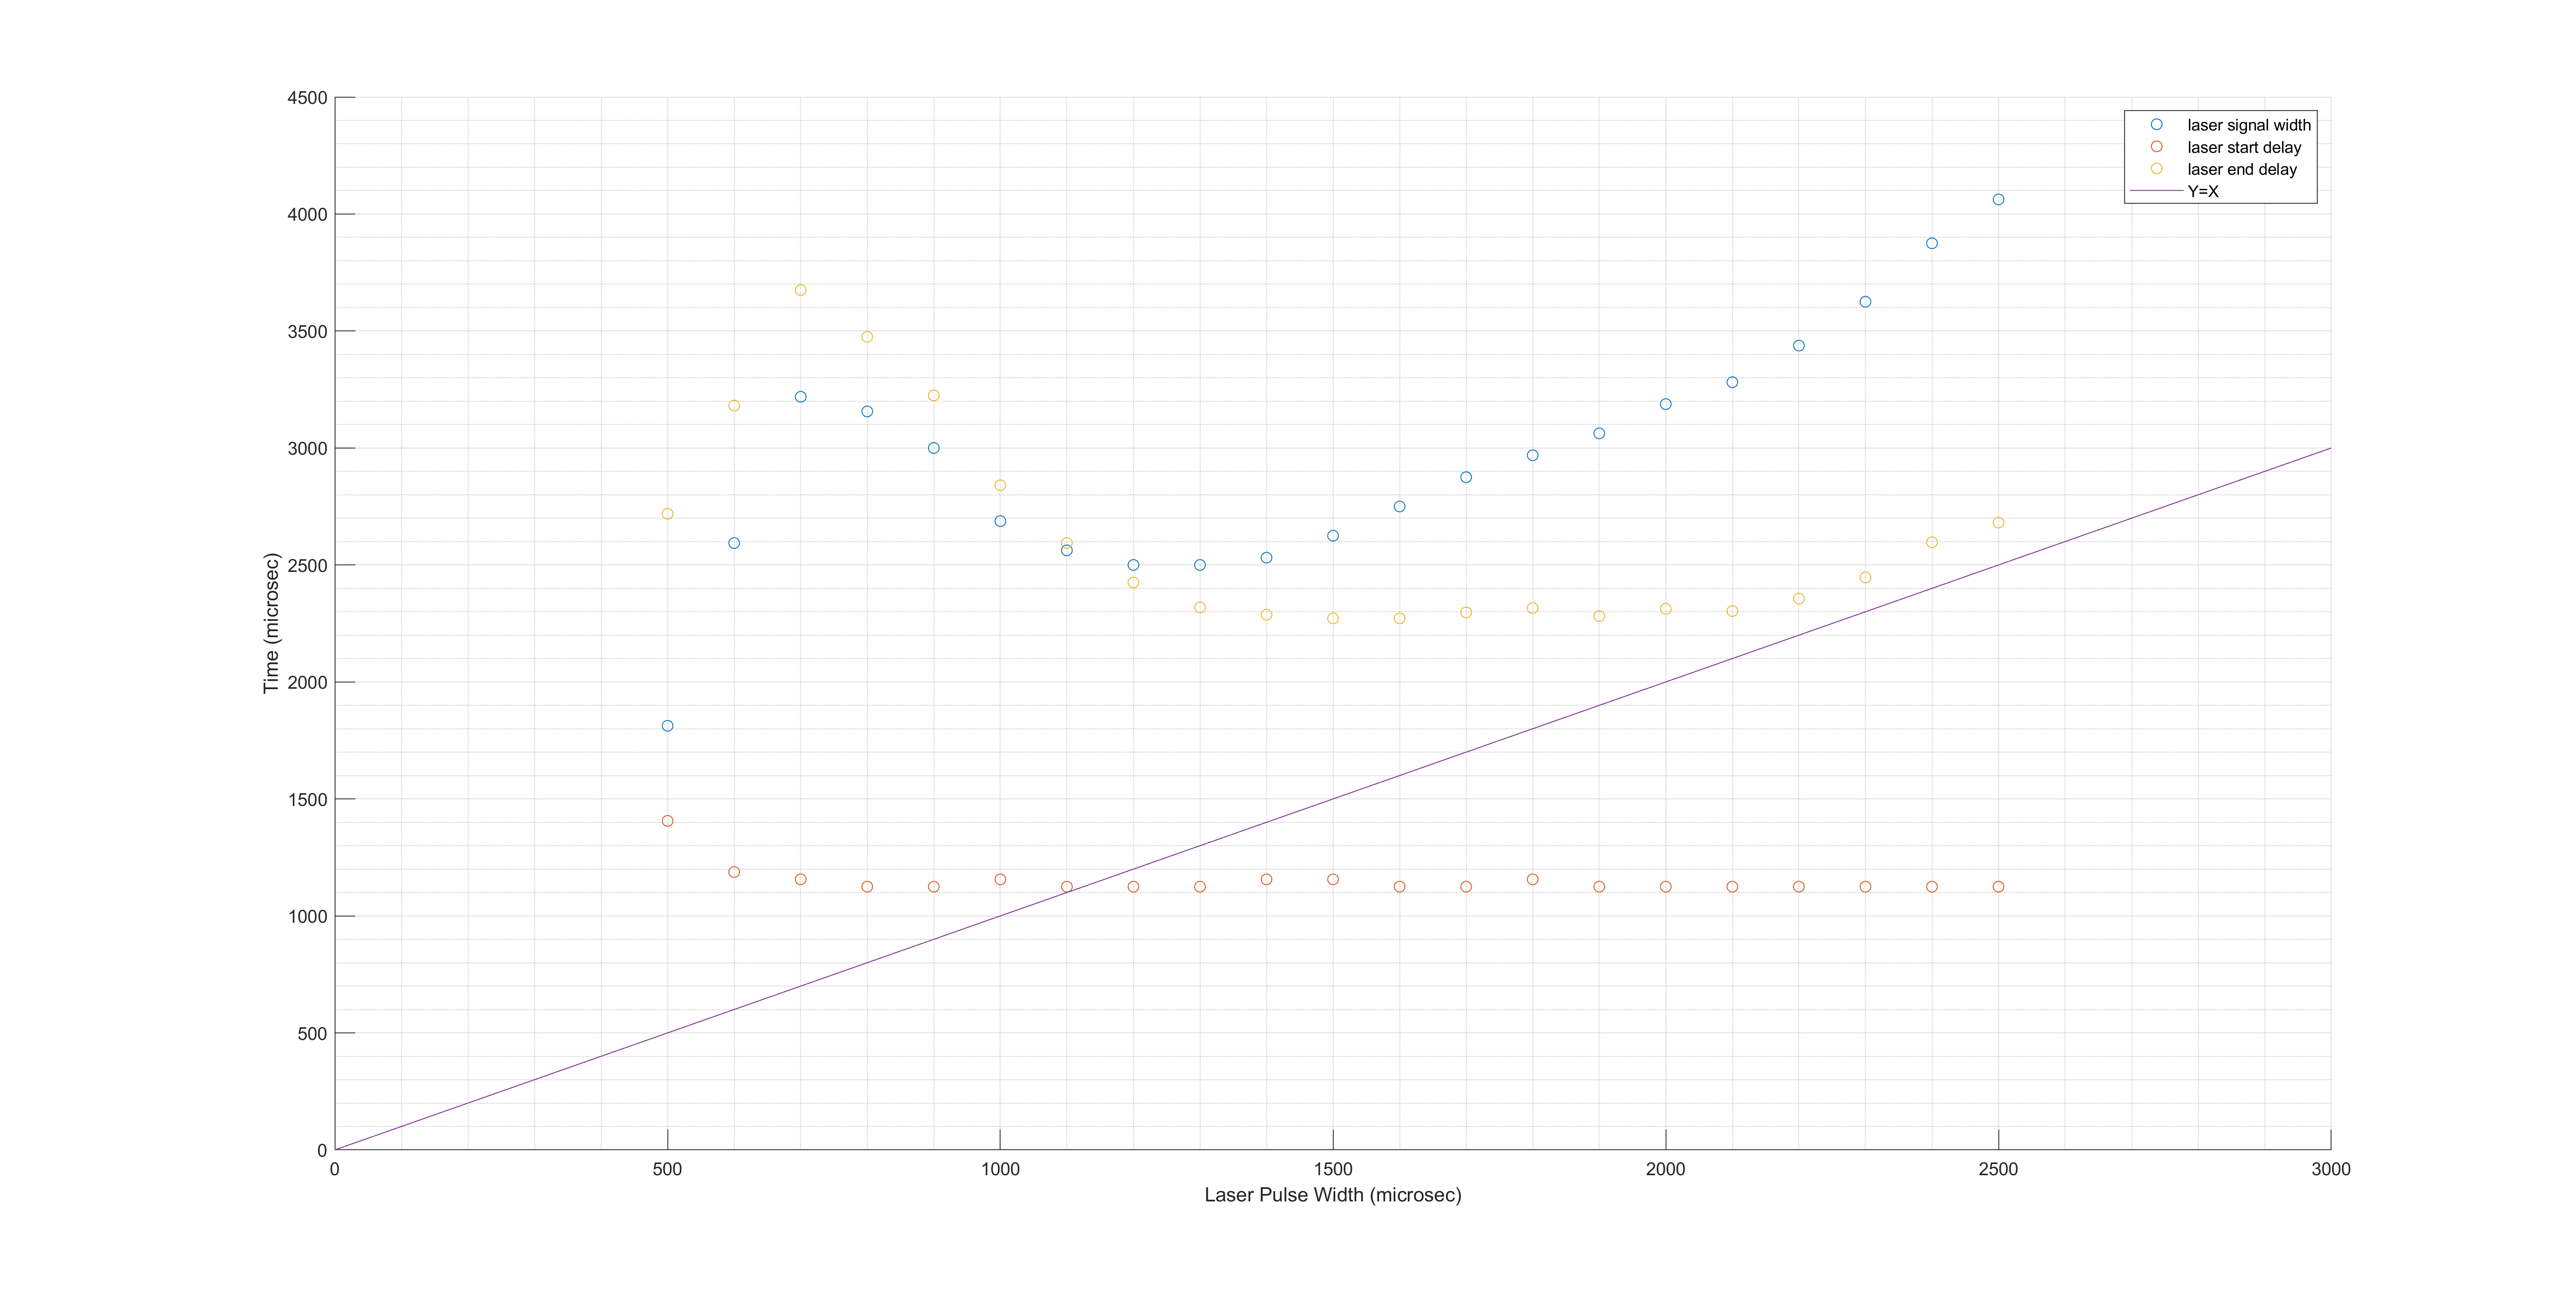 4500
4000
3500
3000
2500
2000
1500
1000
500
0
Time (microsec)
laser signal width
laser start delay
laser end delay
Y=X
0 500 1000 1500 2000 2500 3000
Laser Pulse Width (microsec)